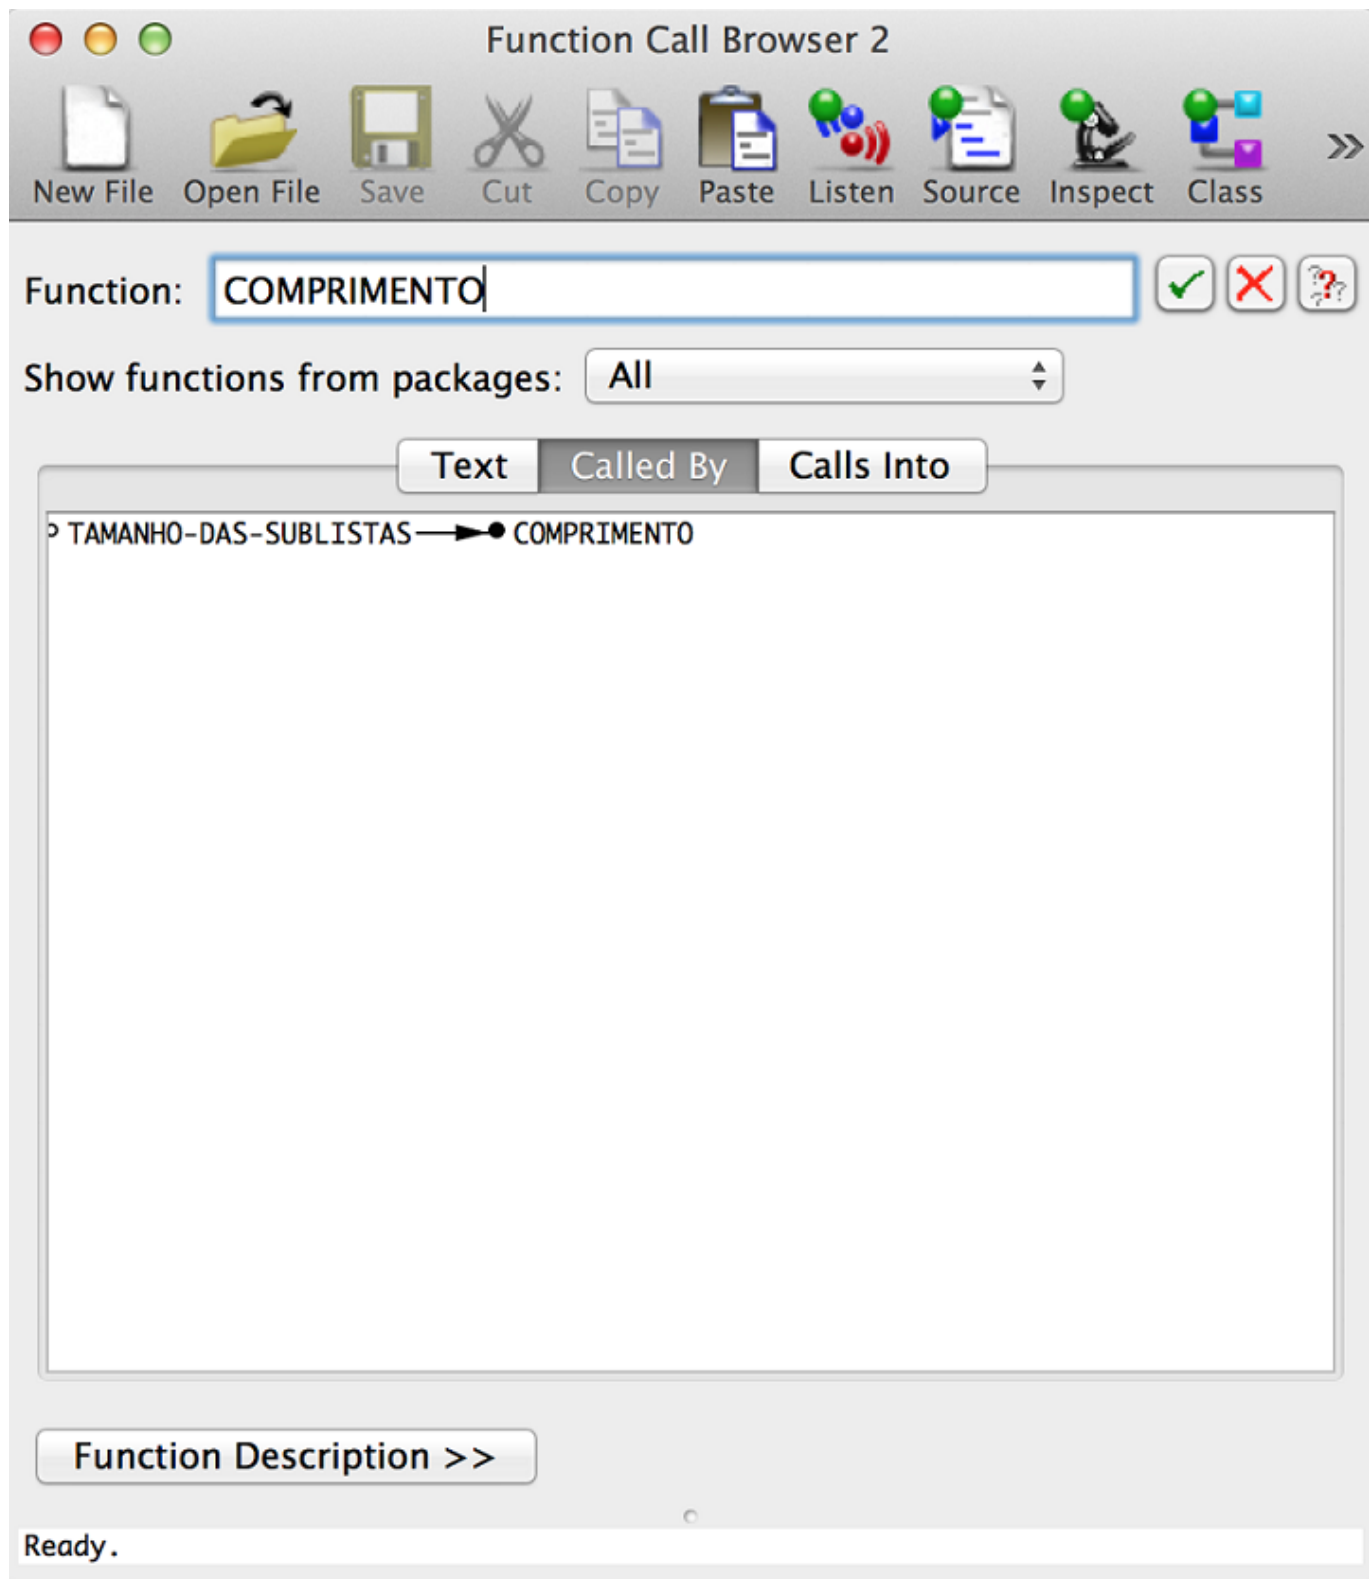 Function Call Browser 2
New File Open File Save Cut Copy Paste Listen Source Inspect Class
Function: COMPRIMENTO
Show functions from packages: All
Text Called By Calls Into
TAMANHO-DAS-SUBLISTAS COMPRIMENTO
Function Description >>
Ready.